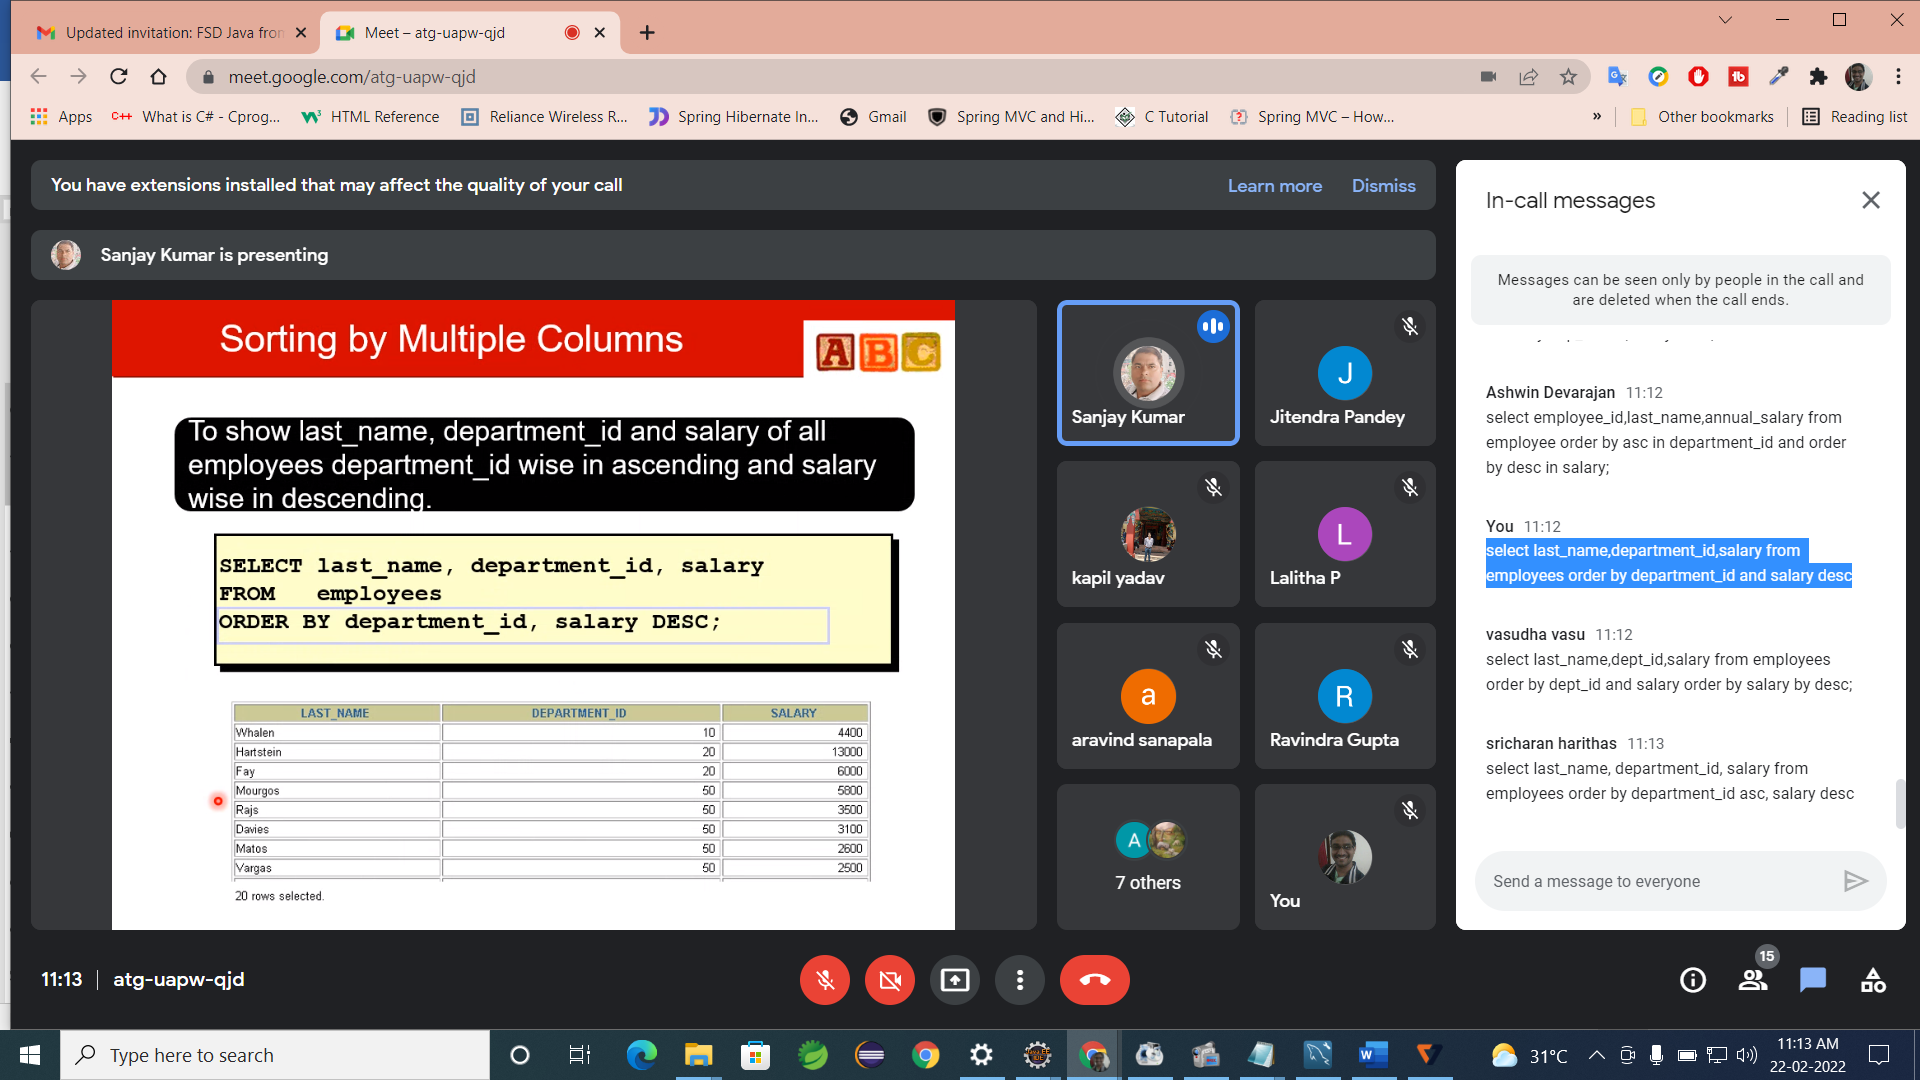 Updated invitation: FSD Java fron
Meet – atg-uapw-qjd
meet.google.com/atg-uapw-qjd
Apps
What is C# - Cprog...
HTML Reference
Reliance Wireless R...
Spring Hibernate In...
Gmail
Spring MVC and Hi...
C Tutorial
Spring MVC – How...
»
Other bookmarks
Reading list
You have extensions installed that may affect the quality of your call
Learn more
Dismiss
Sanjay Kumar is presenting
Sorting by Multiple Columns
A B C
To show last_name, department_id and salary of all
employees department_id wise in ascending and salary
wise in descending.
SELECT last_name, department_id, salary
FROM employees
ORDER BY department_id, salary DESC;
LAST_NAME DEPARTMENT_ID SALARY
Whalen 10 4400
Hartstein 20 13000
Fay 20 6000
Mourgos 50 5800
Rajs 50 3500
Davies 50 3100
Matos 50 2600
Vargas 50 2500
20 rows selected.
Sanjay Kumar
J
Jitendra Pandey
kapil yadav
L
Lalitha P
a
aravind sanapala
R
Ravindra Gupta
A
7 others
You
In-call messages
Messages can be seen only by people in the call and
are deleted when the call ends.
Ashwin Devarajan 11:12
select employee_id,last_name,annual_salary from
employee order by asc in department_id and order
by desc in salary;
You 11:12
select last_name,department_id,salary from
employees order by department_id and salary desc
vasudha vasu 11:12
select last_name,dept_id,salary from employees
order by dept_id and salary order by salary by desc;
sricharan harithas 11:13
select last_name, department_id, salary from
employees order by department_id asc, salary desc
Send a message to everyone
11:13
atg-uapw-qjd
15
Type here to search
31°C
11:13 AM
22-02-2022